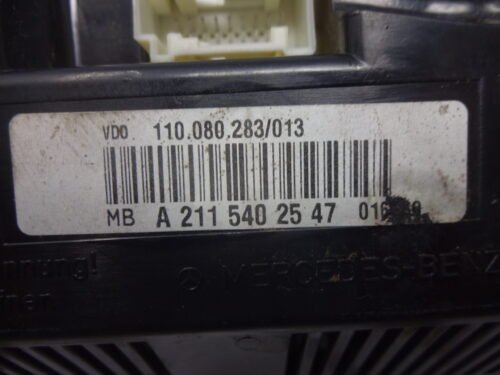 VDO 110.080.283/013
MB A 211 540 25 47
MERCEDES-BENZ